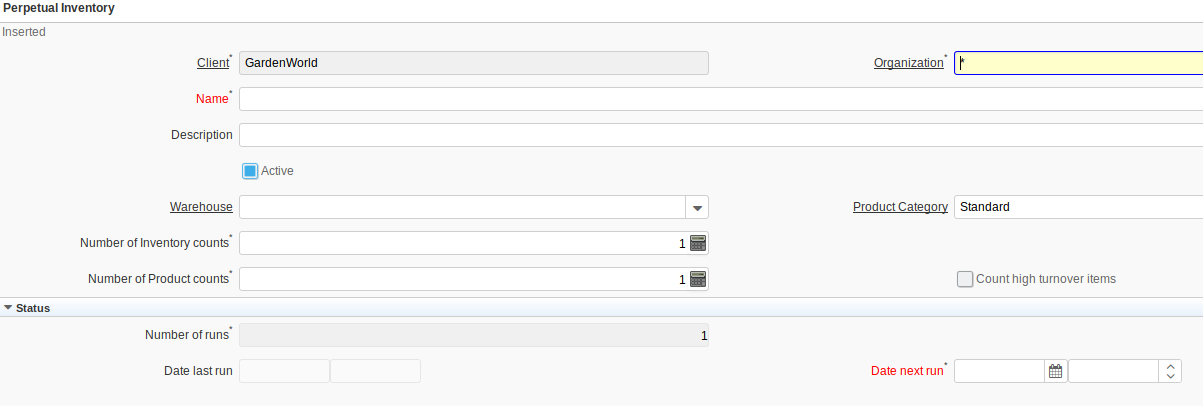 Perpetual Inventory
Inserted
Client* GardenWorld Organization* *
Name*
Description
Active
Warehouse Product Category Standard
Number of Inventory counts* 1
Number of Product counts* 1 Count high turnover items
Status
Number of runs* 1
Date last run Date next run*